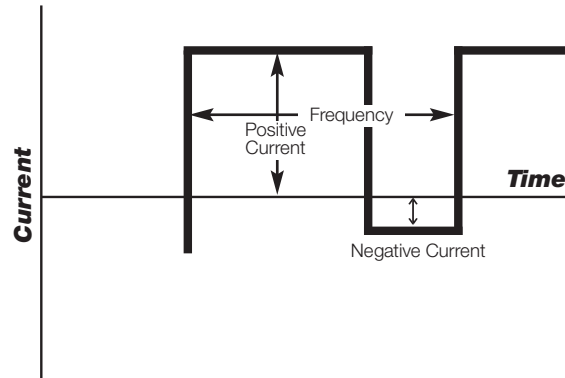 Frequency
Positive
Current
Time
Current
Negative Current